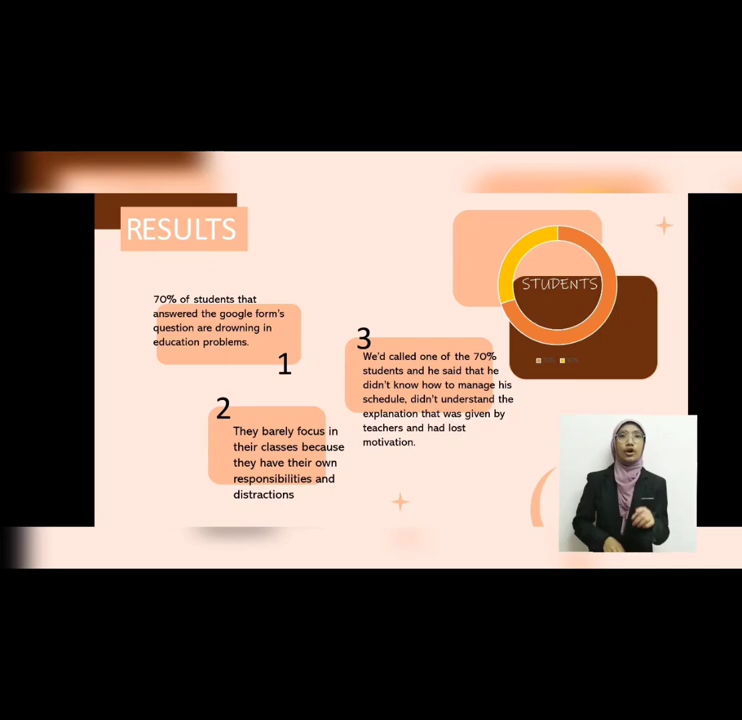 RESULTS
STUDENTS
70% of students that
answered the google form's
question are drowning in
education problems.
1
2
They barely focus in
their classes because
they have their own
responsibilities and
distractions
3
We'd called one of the 70%
students and he said that he
didn't know how to manage his
schedule, didn't understand the
explanation that was given by
teachers and had lost
motivation.